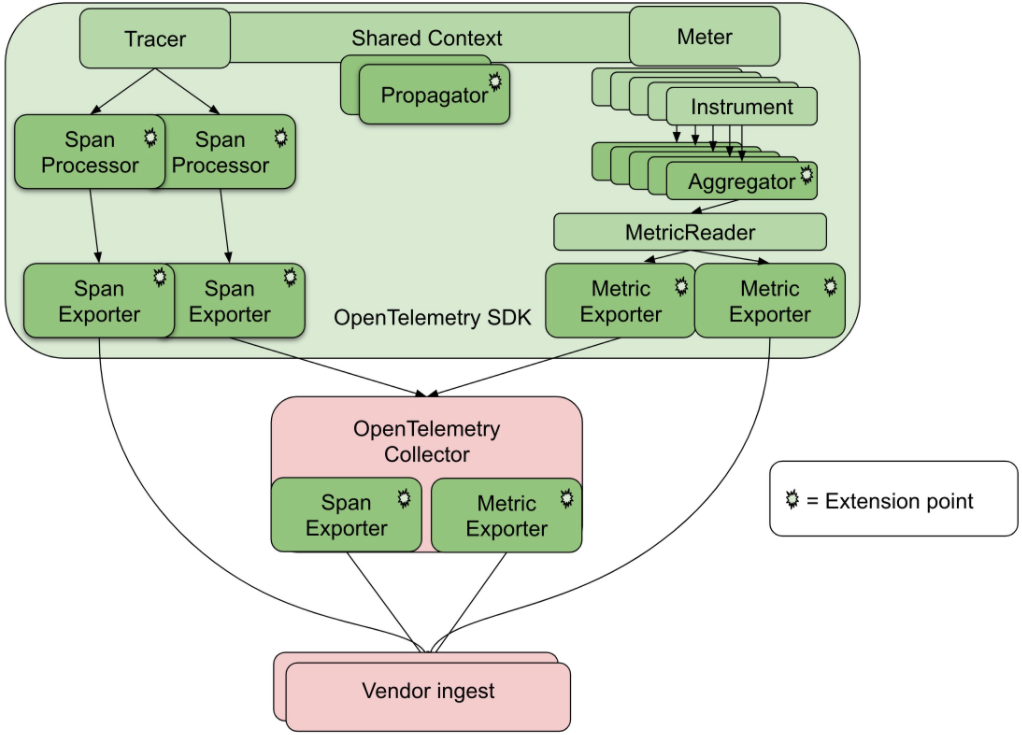 Tracer
Shared Context
Meter
Propagator
Instrument
Span
Processor
Span
Processor
Aggregator
MetricReader
Span
Exporter
Span
Exporter
OpenTelemetry SDK
Metric
Exporter
Metric
Exporter
OpenTelemetry
Collector
Span
Exporter
Metric
Exporter
= Extension point
Vendor ingest